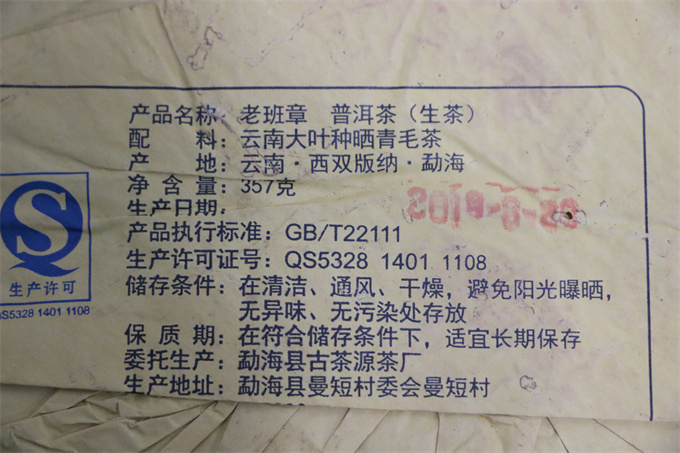 产品名称: 老班章 普洱茶(生茶)
配 料: 云南大叶种晒青毛茶
产 地: 云南·西双版纳·勐海
净 含 量: 357克
生产日期:
产品执行标准: GB/T22111
生产许可证号: QS5328 1401 1108
储存条件: 在清洁、通风、干燥, 避免阳光曝晒,
无异味、无污染处存放
保 质 期: 在符合储存条件下, 适宜长期保存
委托生产: 勐海县古茶源茶厂
生产地址: 勐海县曼短村委会曼短村
QS
生产许可
QS5328 1401 1108